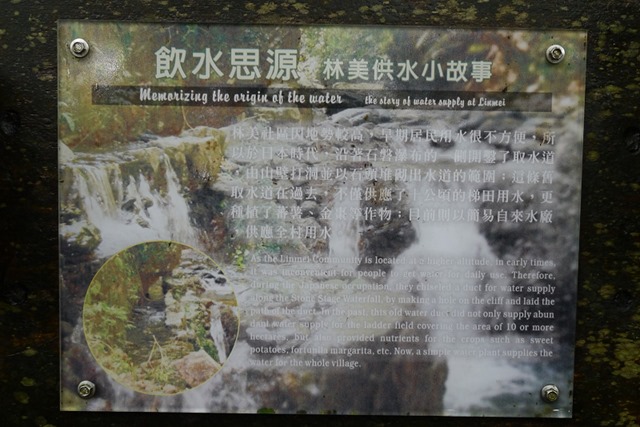 飲水思源 林美供水小故事
Memorizing the origin of the water the story of water supply at Linmei
林美社區因地勢較高，早期居民用水很不方便，所
以於日本時代，沿著石磐瀑布的一側開鑿了取水道
，由山壁打洞並以石頭堆砌出水道的範圍；這條舊
取水道在過去，不僅供應了十公頃的梯田用水，更
種植了蕃薯、金棗等作物；目前則以簡易自來水廠
，供應全村用水。
As the Linmei Community is located at a higher altitude, in early times,
it was inconvenient for people to get water for daily use. Therefore,
during the Japanese occupation, they chiseled a duct for water supply
along the Stone Stage waterfall, by making a hole on the cliff and laid the
path of the duct. In the past, this old water duct did not only supply abun
dant water supply for the ladder field covering the area of 10 or more
hectares, but also provided nutrients for the crops such as sweet
potatoes, fortunlla margarita, etc. Now, a simple water plant supplies the
water for the whole village.